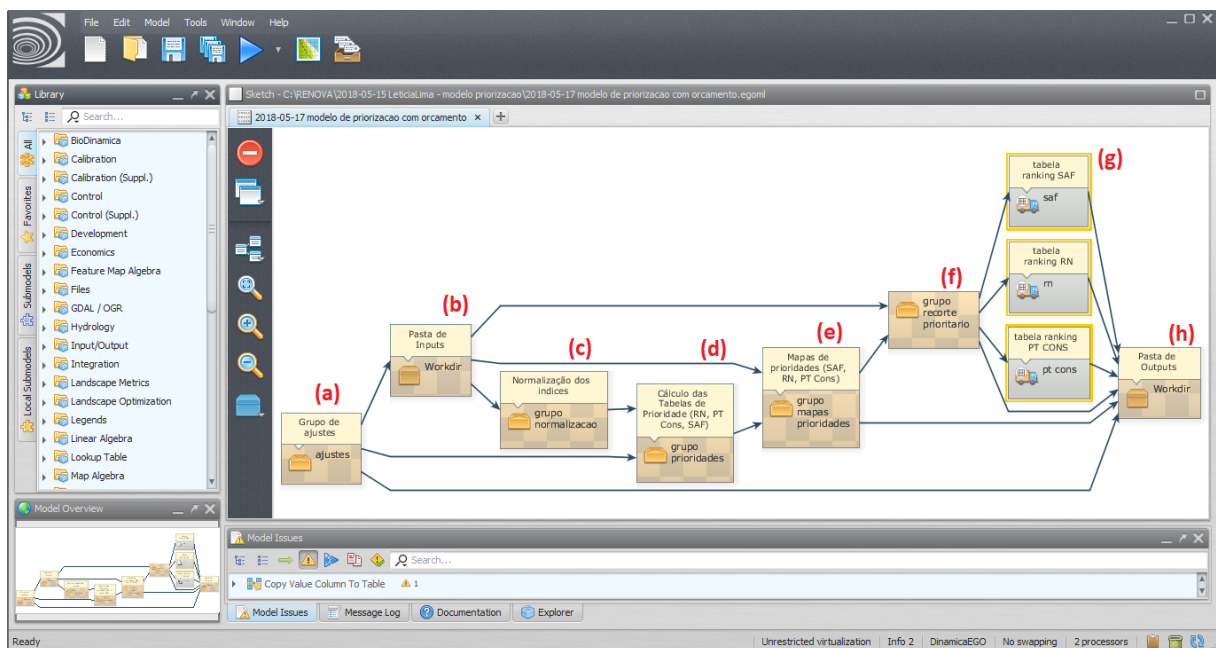 File Edit Model Tools Window Help
Library
Search...
All
Favorites
Submodels
Local Submodels
BioDinamica
Calibration
Calibration (Suppl.)
Control
Control (Suppl.)
Development
Economics
Feature Map Algebra
Files
GDAL / OGR
Hydrology
Input/Output
Integration
Landscape Metrics
Landscape Optimization
Legends
Linear Algebra
Lookup Table
Map Algebra
Model Overview
Sketch - C:\RENOVA\2018-05-15 LeticiaLima - modelo priorizacao\2018-05-17 modelo de priorizacao com orcamento.egoml
2018-05-17 modelo de priorizacao com orcamento
(a)
Grupo de
ajustes
ajustes
(b)
Pasta de
Inputs
Workdir
(c)
Normalização dos
indices
grupo
normalizacao
(d)
Cálculo das
Tabelas de
Prioridade (RN, PT
Cons, SAF)
grupo
prioridades
(e)
Mapas de
prioridades (SAF,
RN, PT Cons)
grupo
mapas
prioridades
(f)
grupo
recorte
prioritario
(g)
tabela
ranking SAF
saf
tabela
ranking RN
rn
tabela ranking
PT CONS
pt cons
(h)
Pasta de
Outputs
Workdir
Model Issues
Search...
Copy Value Column To Table 1
Model Issues Message Log Documentation Explorer
Ready Unrestricted virtualization Info 2 DinamicaEGO No swapping 2 processors